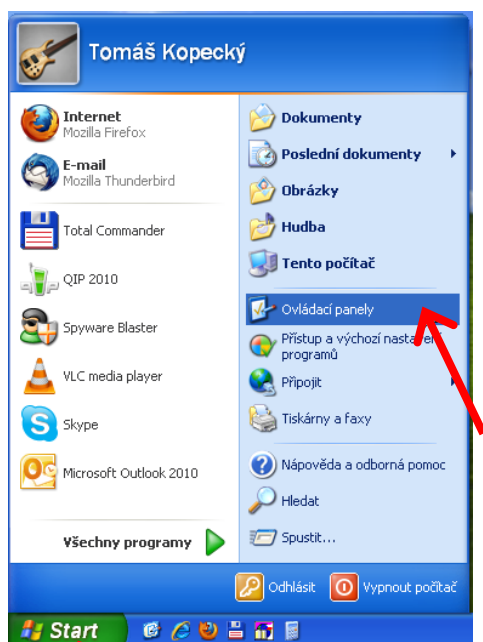 Tomáš Kopecký
Internet
Mozilla Firefox
E-mail
Mozilla Thunderbird
Total Commander
QIP 2010
Spyware Blaster
VLC media player
Skype
Microsoft Outlook 2010
Všechny programy
Dokumenty
Poslední dokumenty
Obrázky
Hudba
Tento počítač
Ovládací panely
Přístup a výchozí nastavení
programů
Připojit
Tiskárny a faxy
Nápověda a odborná pomoc
Hledat
Spustit...
Odhlásit
Vypnout počítač
Start